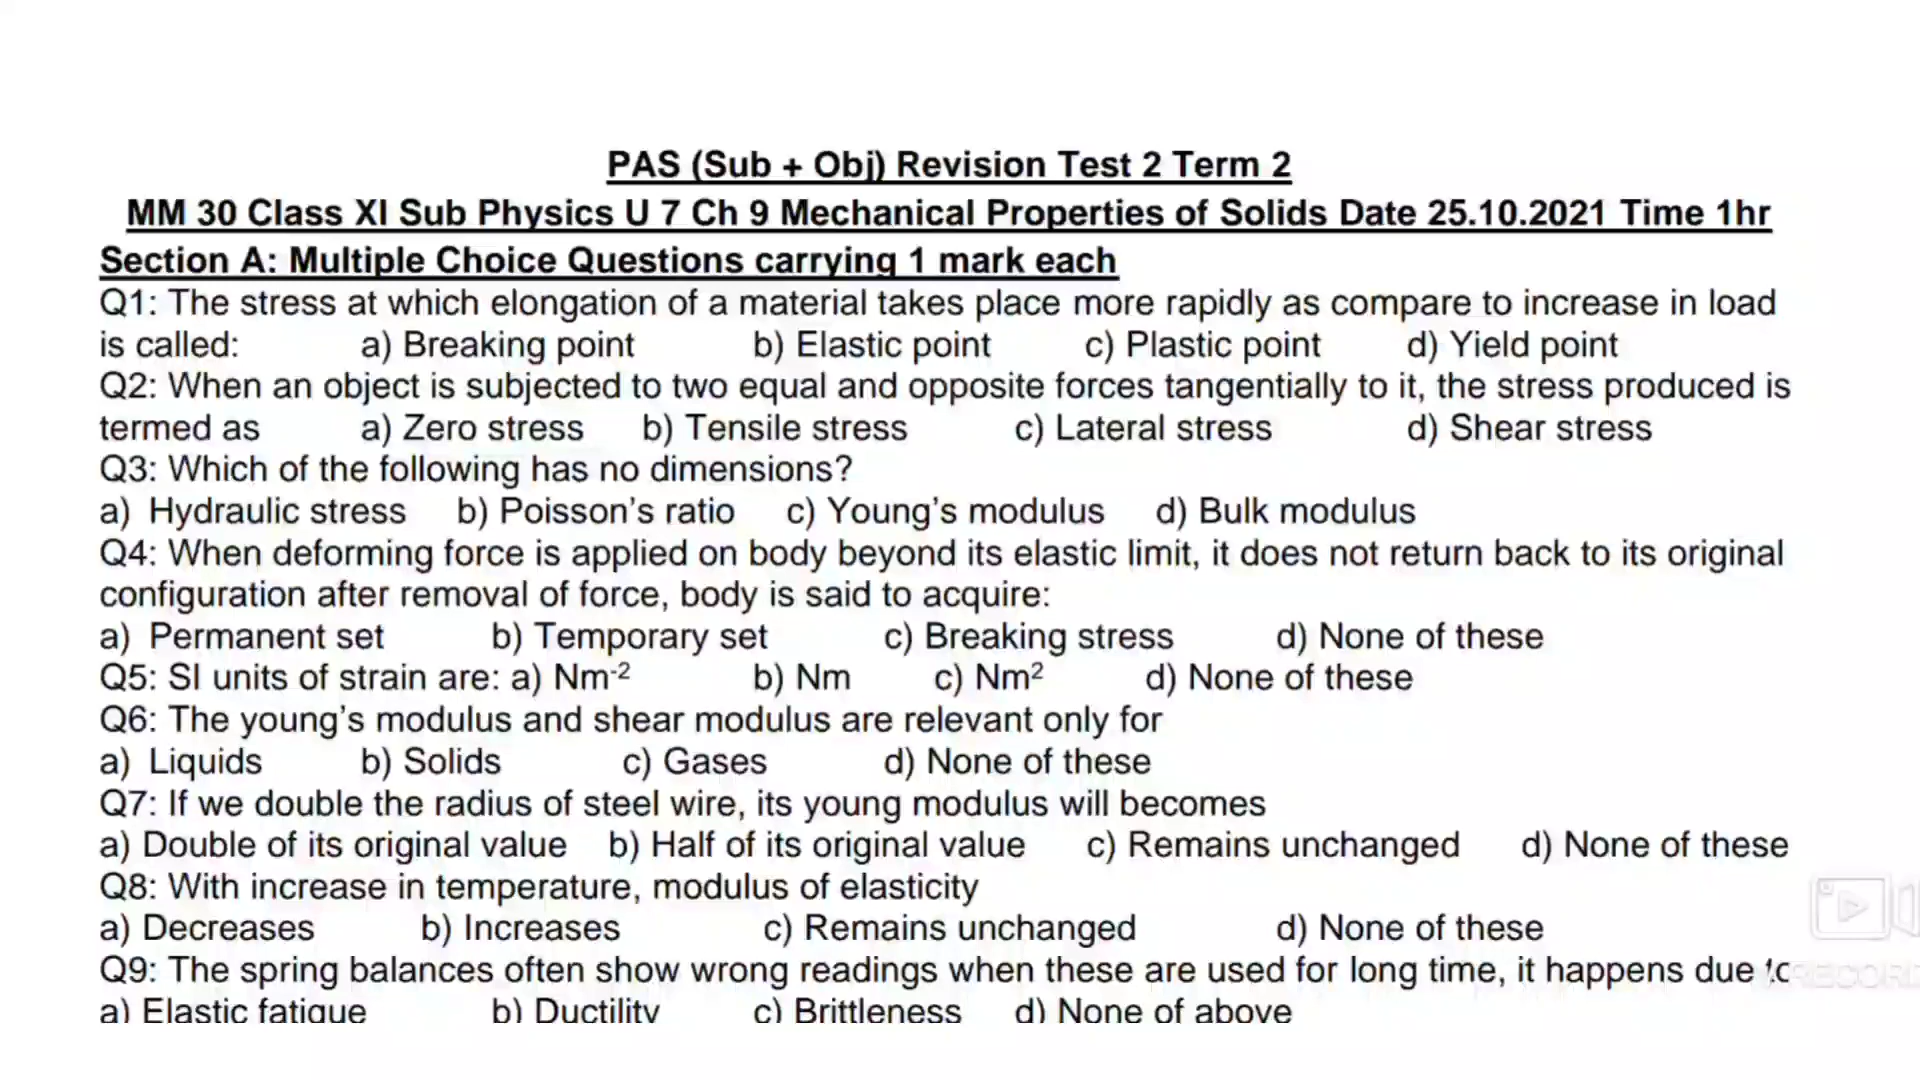 PAS (Sub + Obj) Revision Test 2 Term 2
MM 30 Class XI Sub Physics U 7 Ch 9 Mechanical Properties of Solids Date 25.10.2021 Time 1hr
Section A: Multiple Choice Questions carrying 1 mark each
Q1: The stress at which elongation of a material takes place more rapidly as compare to increase in load
is called: a) Breaking point b) Elastic point c) Plastic point d) Yield point
Q2: When an object is subjected to two equal and opposite forces tangentially to it, the stress produced is
termed as a) Zero stress b) Tensile stress c) Lateral stress d) Shear stress
Q3: Which of the following has no dimensions?
a) Hydraulic stress b) Poisson's ratio c) Young's modulus d) Bulk modulus
Q4: When deforming force is applied on body beyond its elastic limit, it does not return back to its original
configuration after removal of force, body is said to acquire:
a) Permanent set b) Temporary set c) Breaking stress d) None of these
Q5: SI units of strain are: a) Nm⁻² b) Nm c) Nm² d) None of these
Q6: The young's modulus and shear modulus are relevant only for
a) Liquids b) Solids c) Gases d) None of these
Q7: If we double the radius of steel wire, its young modulus will becomes
a) Double of its original value b) Half of its original value c) Remains unchanged d) None of these
Q8: With increase in temperature, modulus of elasticity
a) Decreases b) Increases c) Remains unchanged d) None of these
Q9: The spring balances often show wrong readings when these are used for long time, it happens due to
a) Elastic fatigue b) Ductility c) Brittleness d) None of above